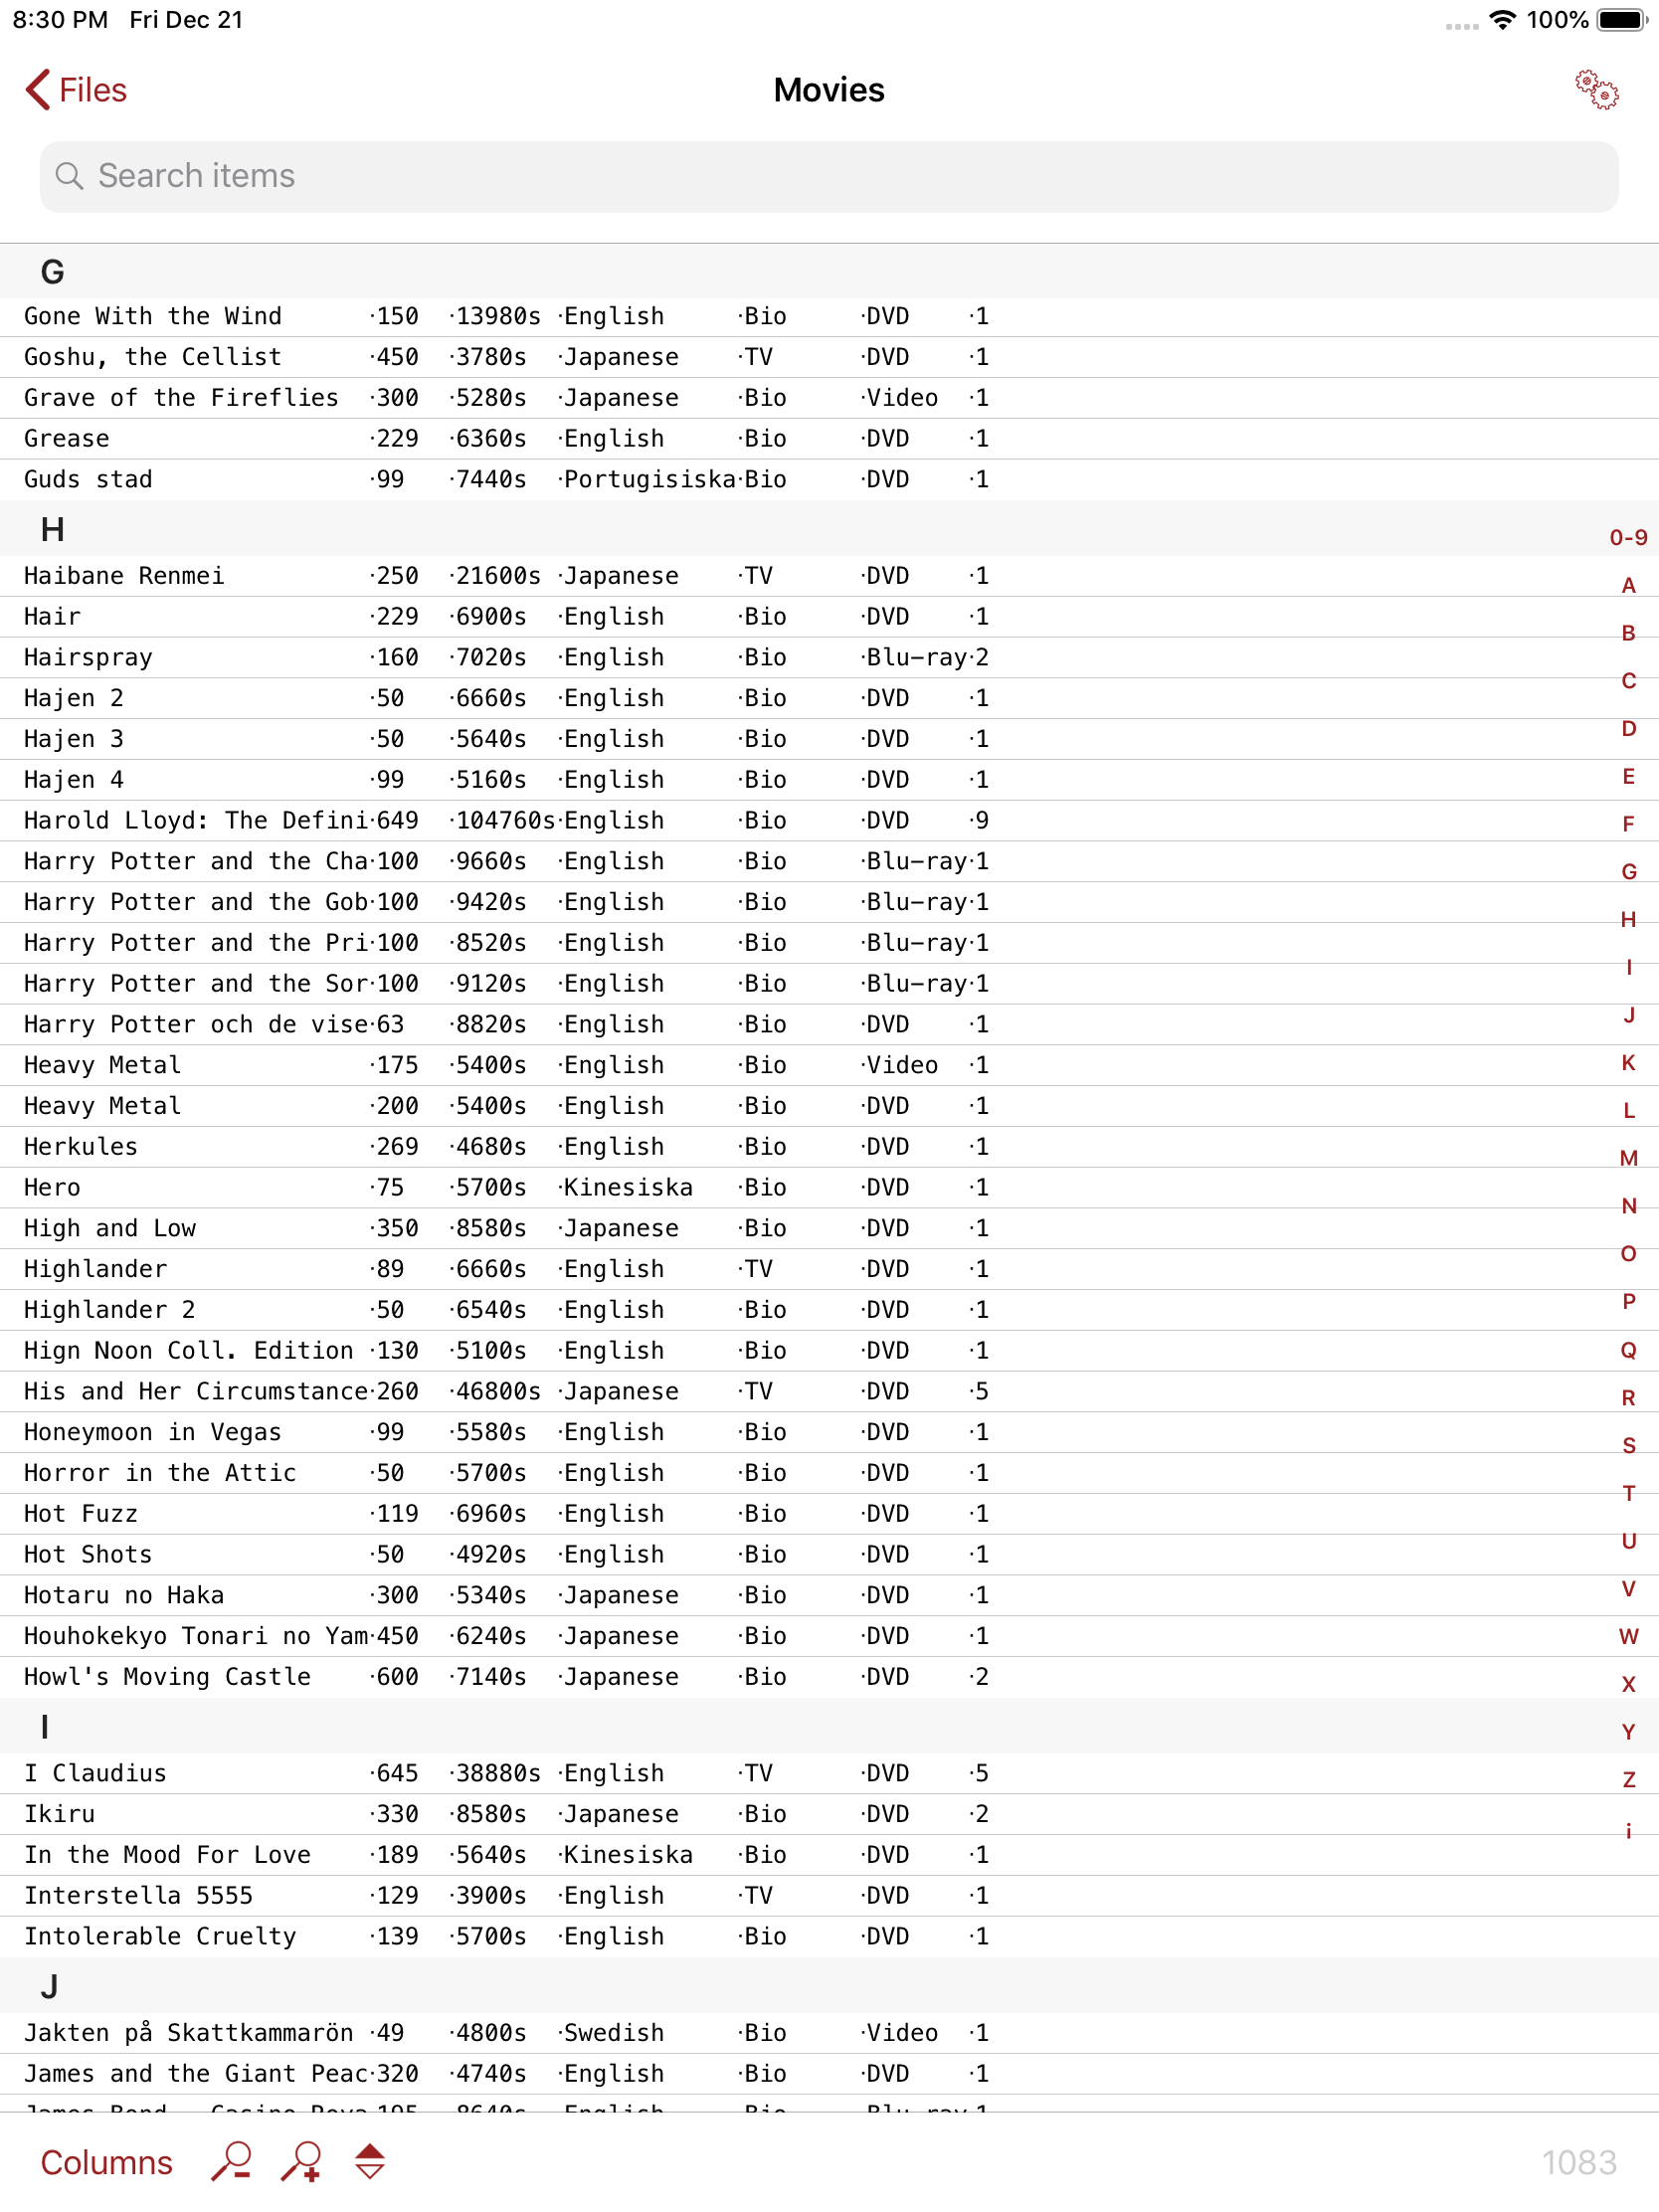 8:30 PM Fri Dec 21 100%
Files Movies
Search items
G
Gone With the Wind ·150 ·13980s ·English ·Bio ·DVD ·1
Goshu, the Cellist ·450 ·3780s ·Japanese ·TV ·DVD ·1
Grave of the Fireflies ·300 ·5280s ·Japanese ·Bio ·Video ·1
Grease ·229 ·6360s ·English ·Bio ·DVD ·1
Guds stad ·99 ·7440s ·Portugisiska·Bio ·DVD ·1
H
Haibane Renmei ·250 ·21600s ·Japanese ·TV ·DVD ·1
Hair ·229 ·6900s ·English ·Bio ·DVD ·1
Hairspray ·160 ·7020s ·English ·Bio ·Blu-ray·2
Hajen 2 ·50 ·6660s ·English ·Bio ·DVD ·1
Hajen 3 ·50 ·5640s ·English ·Bio ·DVD ·1
Hajen 4 ·99 ·5160s ·English ·Bio ·DVD ·1
Harold Lloyd: The Defini·649 ·104760s·English ·Bio ·DVD ·9
Harry Potter and the Cha·100 ·9660s ·English ·Bio ·Blu-ray·1
Harry Potter and the Gob·100 ·9420s ·English ·Bio ·Blu-ray·1
Harry Potter and the Pri·100 ·8520s ·English ·Bio ·Blu-ray·1
Harry Potter and the Sor·100 ·9120s ·English ·Bio ·Blu-ray·1
Harry Potter och de vise·63 ·8820s ·English ·Bio ·DVD ·1
Heavy Metal ·175 ·5400s ·English ·Bio ·Video ·1
Heavy Metal ·200 ·5400s ·English ·Bio ·DVD ·1
Herkules ·269 ·4680s ·English ·Bio ·DVD ·1
Hero ·75 ·5700s ·Kinesiska ·Bio ·DVD ·1
High and Low ·350 ·8580s ·Japanese ·Bio ·DVD ·1
Highlander ·89 ·6660s ·English ·TV ·DVD ·1
Highlander 2 ·50 ·6540s ·English ·Bio ·DVD ·1
Hign Noon Coll. Edition ·130 ·5100s ·English ·Bio ·DVD ·1
His and Her Circumstance·260 ·46800s ·Japanese ·TV ·DVD ·5
Honeymoon in Vegas ·99 ·5580s ·English ·Bio ·DVD ·1
Horror in the Attic ·50 ·5700s ·English ·Bio ·DVD ·1
Hot Fuzz ·119 ·6960s ·English ·Bio ·DVD ·1
Hot Shots ·50 ·4920s ·English ·Bio ·DVD ·1
Hotaru no Haka ·300 ·5340s ·Japanese ·Bio ·DVD ·1
Houhokekyo Tonari no Yam·450 ·6240s ·Japanese ·Bio ·DVD ·1
Howl's Moving Castle ·600 ·7140s ·Japanese ·Bio ·DVD ·2
I
I Claudius ·645 ·38880s ·English ·TV ·DVD ·5
Ikiru ·330 ·8580s ·Japanese ·Bio ·DVD ·2
In the Mood For Love ·189 ·5640s ·Kinesiska ·Bio ·DVD ·1
Interstella 5555 ·129 ·3900s ·English ·TV ·DVD ·1
Intolerable Cruelty ·139 ·5700s ·English ·Bio ·DVD ·1
J
Jakten på Skattkammarön ·49 ·4800s ·Swedish ·Bio ·Video ·1
James and the Giant Peac·320 ·4740s ·English ·Bio ·DVD ·1
James Bond
0-9
A
B
C
D
E
F
G
H
I
J
K
L
M
N
O
P
Q
R
S
T
U
V
W
X
Y
Z
¡
Columns 1083